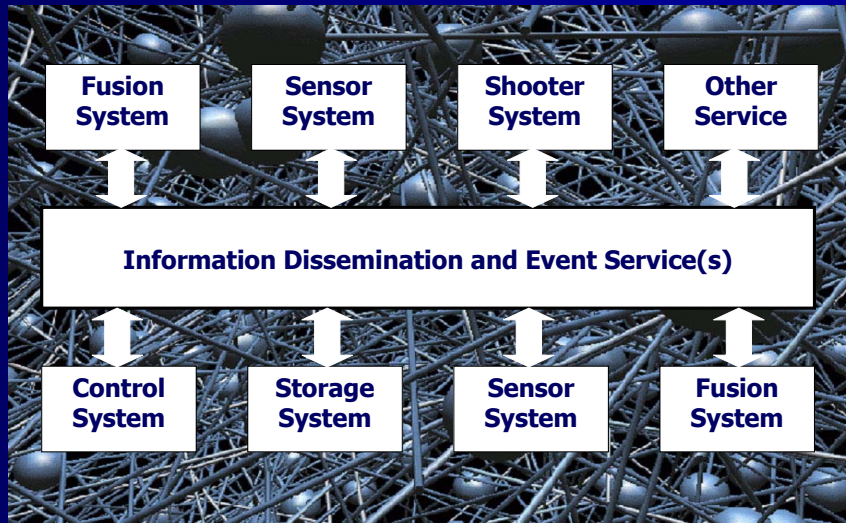 Fusion
System
Sensor
System
Shooter
System
Other
Service
Information Dissemination and Event Service(s)
Control
System
Storage
System
Sensor
System
Fusion
System